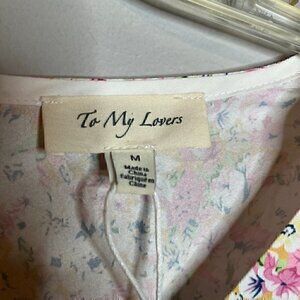 To My Lovers
M
Made in
China
Fabriqué en
Chine